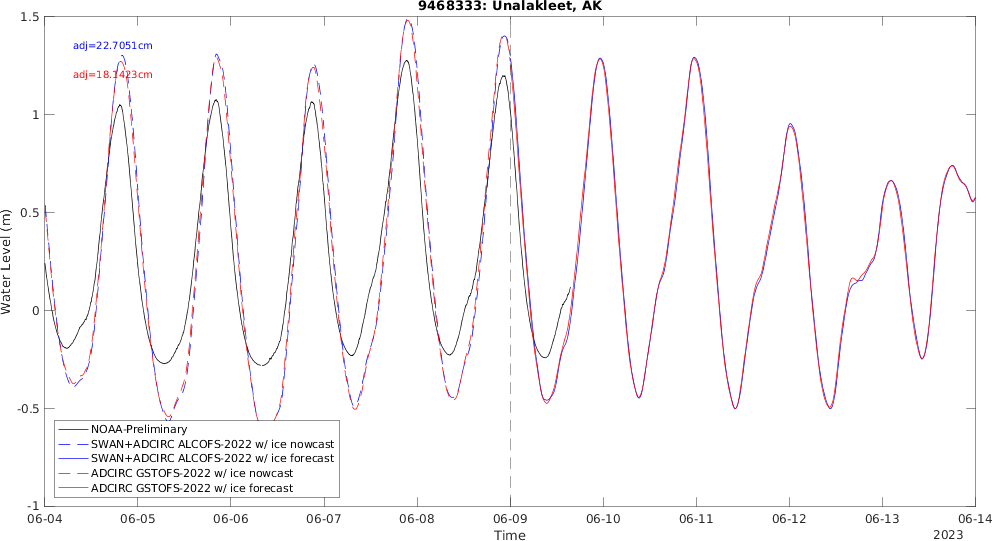 9468333: Unalakleet, AK
adj=22.7051cm
adj=18.1423cm
Water Level (m)
1.5
1
0.5
0
-0.5
-1
NOAA-Preliminary
SWAN+ADCIRC ALCOFS-2022 w/ ice nowcast
SWAN+ADCIRC ALCOFS-2022 w/ ice forecast
ADCIRC GSTOFS-2022 w/ ice nowcast
ADCIRC GSTOFS-2022 w/ ice forecast
06-04 06-05 06-06 06-07 06-08 06-09 06-10 06-11 06-12 06-13 06-14
Time
2023